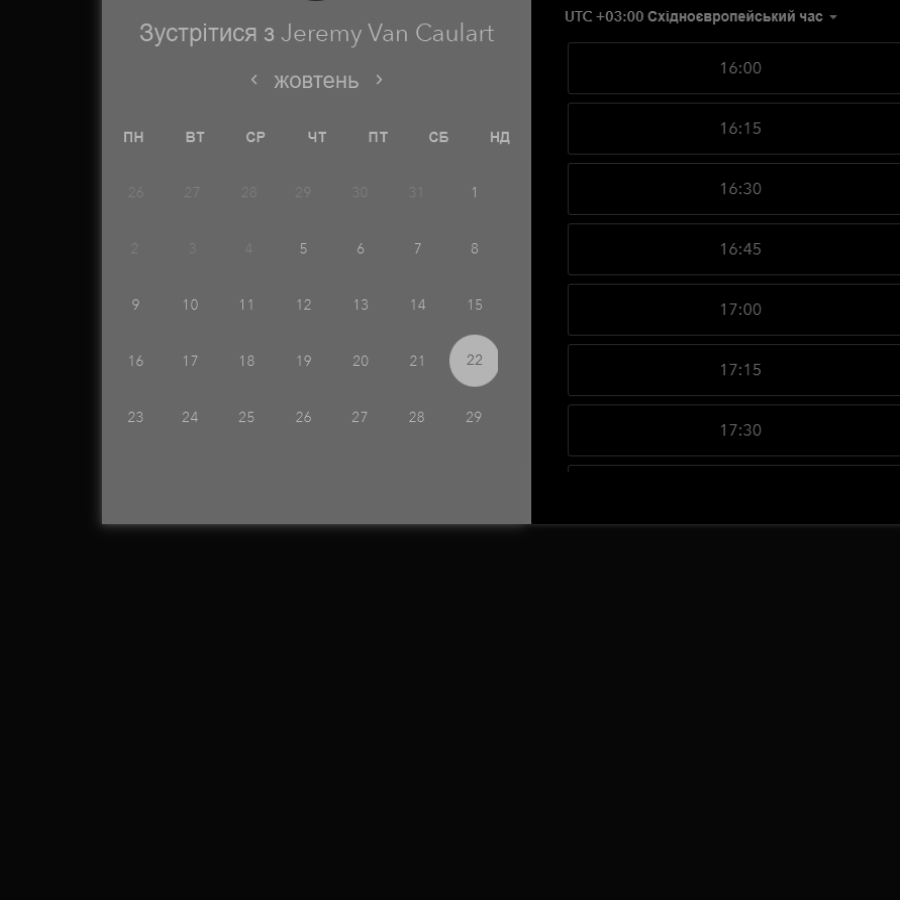 Зустрітися з Jeremy Van Caulart
жовтень
ПН ВТ СР ЧТ ПТ СБ НД
26 27 28 29 30 31 1
2 3 4 5 6 7 8
9 10 11 12 13 14 15
16 17 18 19 20 21 22
23 24 25 26 27 28 29
UTC +03:00 Східноєвропейський час
16:00
16:15
16:30
16:45
17:00
17:15
17:30